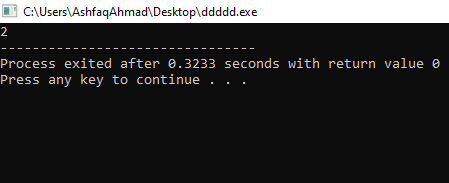 C:\Users\AshfaqAhmad\Desktop\ddddd.exe
2
--------------------------------
Process exited after 0.3233 seconds with return value 0
Press any key to continue . . .